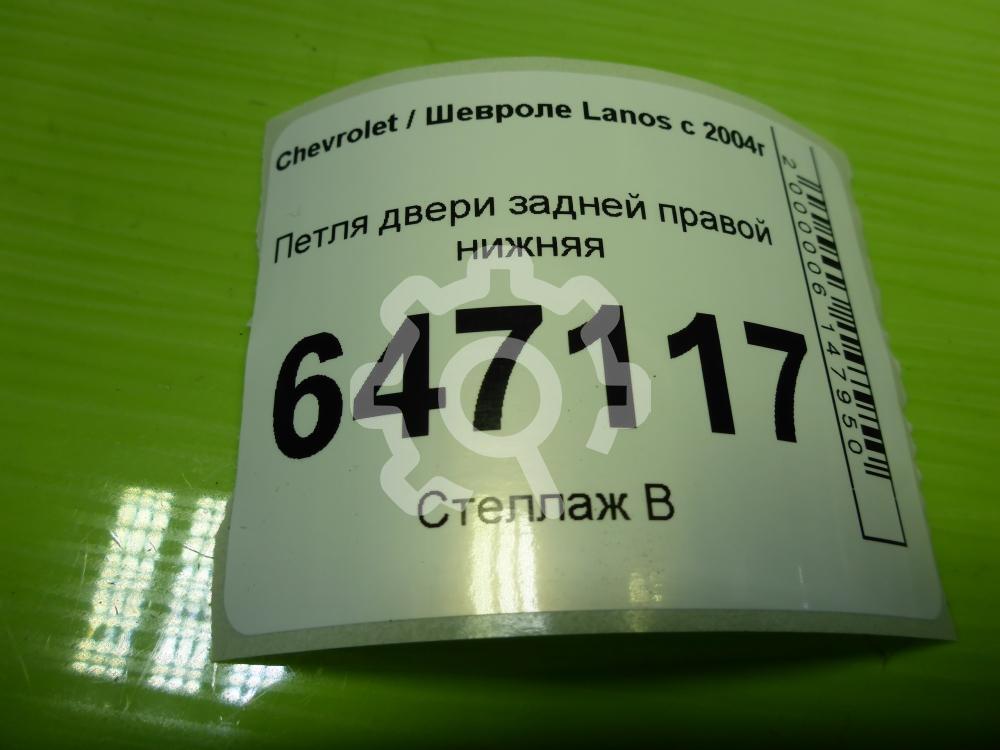 Chevrolet / Шевроле Lanos с 2004г
Петля двери задней правой
нижняя
647117
Стеллаж В
2000006147950